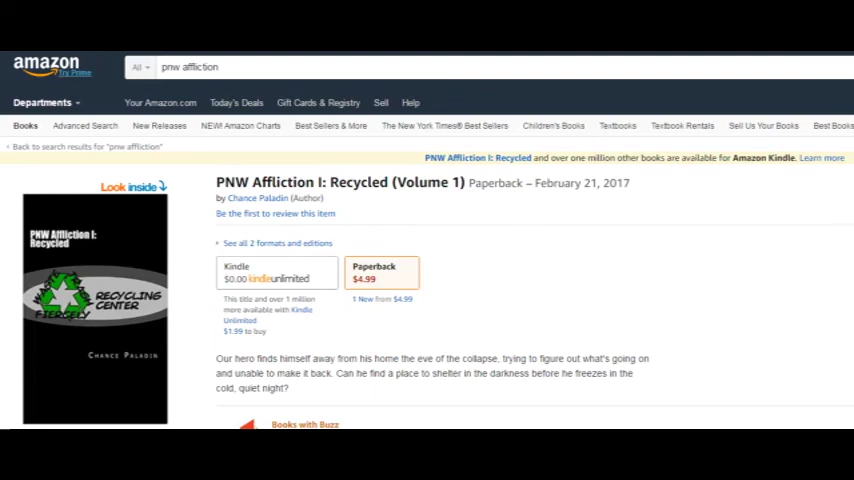 amazon
Try Prime
All
pnw affliction
Departments
Your Amazon.com Today's Deals Gift Cards & Registry Sell Help
Books Advanced Search New Releases NEW! Amazon Charts Best Sellers & More The New York Times® Best Sellers Children's Books Textbooks Textbook Rentals Sell Us Your Books Best Books
‹ Back to search results for "pnw affliction"
PNW Affliction I: Recycled and over one million other books are available for Amazon Kindle. Learn more
Look inside
PNW Affliction I:
Recycled
RECYCLING
CENTER
FIERCELY
CHANCE PALADIN
PNW Affliction I: Recycled (Volume 1) Paperback – February 21, 2017
by Chance Paladin (Author)
Be the first to review this item
See all 2 formats and editions
Kindle
$0.00 kindleunlimited
This title and over 1 million
more available with Kindle
Unlimited
$1.99 to buy
Paperback
$4.99
1 New from $4.99
Our hero finds himself away from his home the eve of the collapse, trying to figure out what's going on
and unable to make it back. Can he find a place to shelter in the darkness before he freezes in the
cold, quiet night?
Books with Buzz